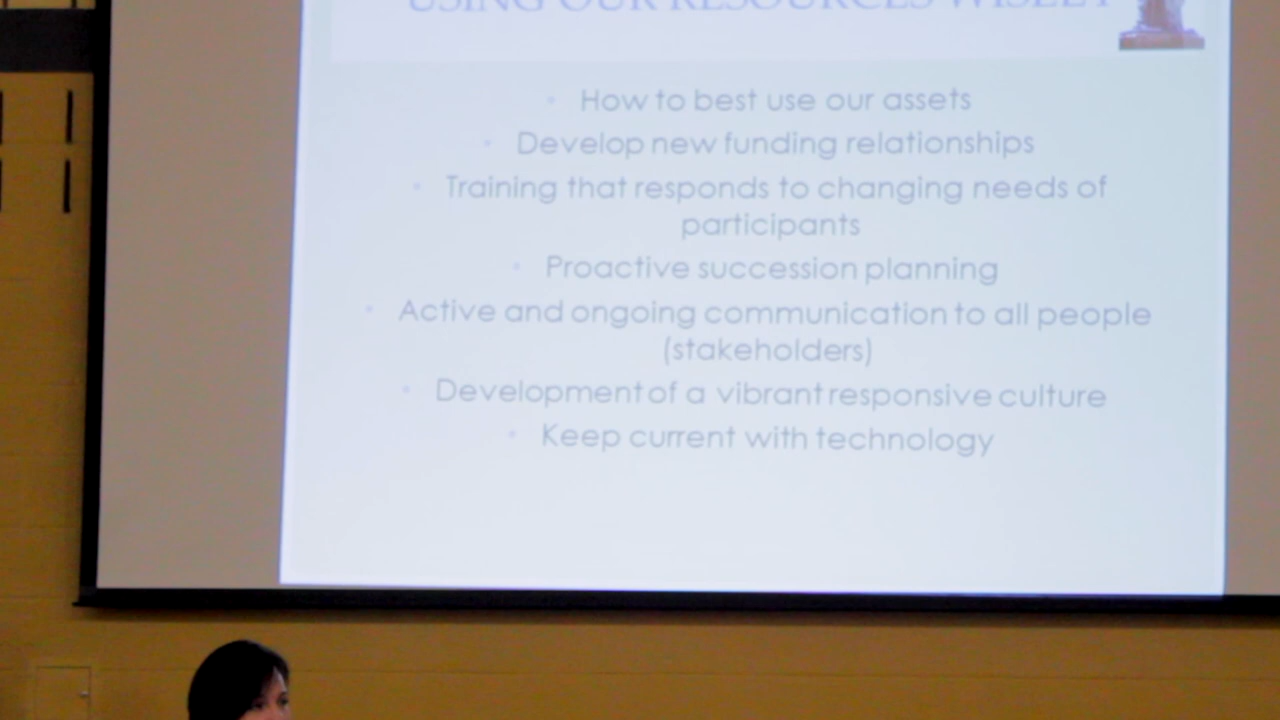 USING OUR RESOURCES WISELY
• How to best use our assets
• Develop new funding relationships
• Training that responds to changing needs of
participants
• Proactive succession planning
• Active and ongoing communication to all people
(stakeholders)
• Development of a vibrant responsive culture
• Keep current with technology